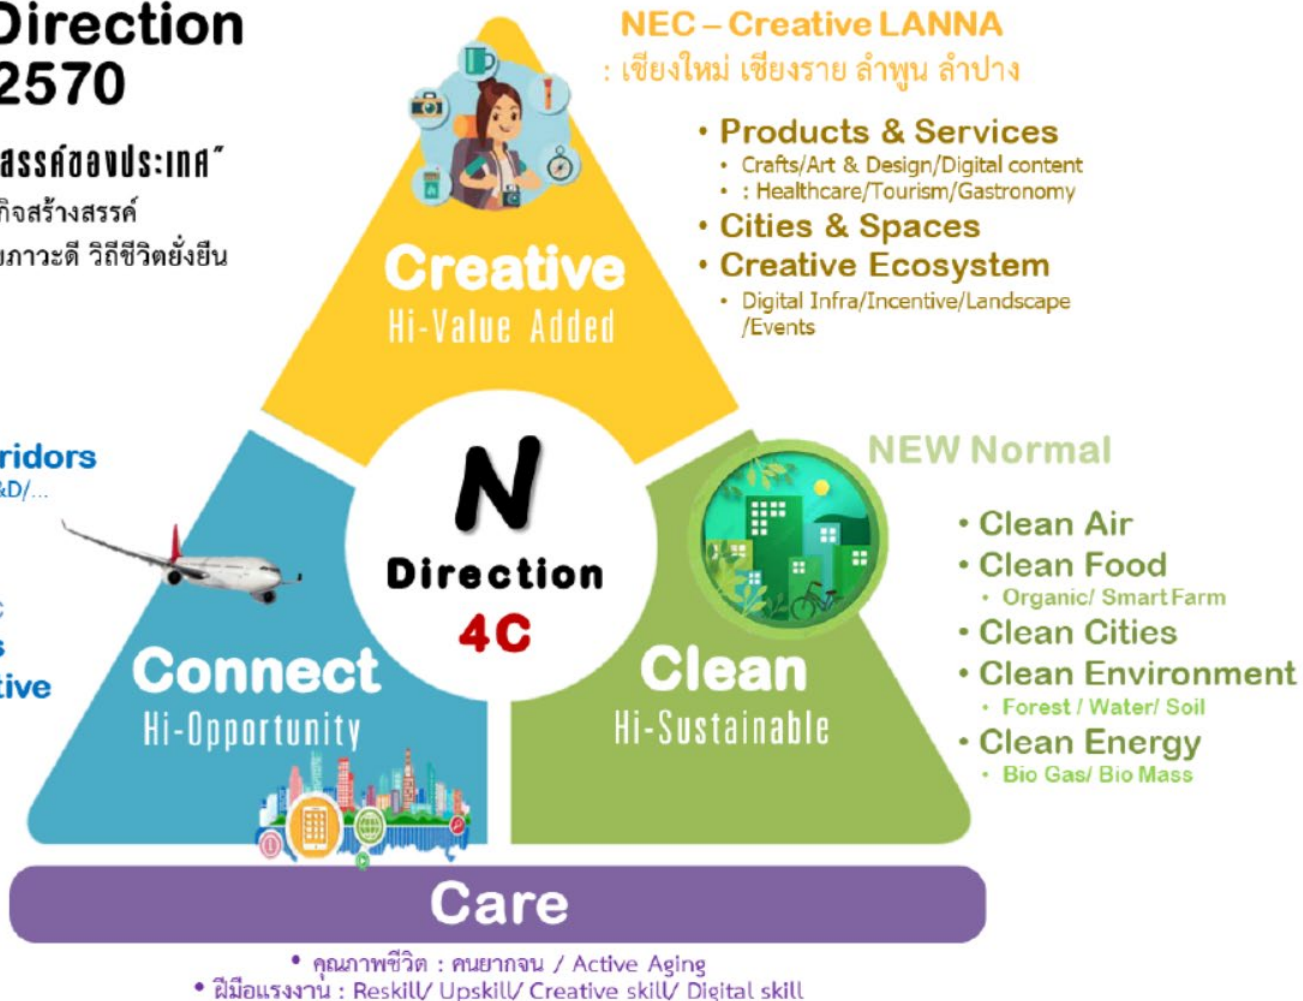 Direction
2570
สรรค์ของประเทศ”
กิจสร้างสรรค์
ภาวะดี วิถีชีวิตยั่งยืน
NEC – Creative LANNA
: เชียงใหม่ เชียงราย ลำพูน ลำปาง
• Products & Services
• Crafts/Art & Design/Digital content
• : Healthcare/Tourism/Gastronomy
• Cities & Spaces
• Creative Ecosystem
• Digital Infra/Incentive/Landscape
/Events
Creative
Hi-Value Added
ridors
&D/...
C
s
tive
N
Direction
4C
Connect
Hi-Opportunity
Clean
Hi-Sustainable
NEW Normal
• Clean Air
• Clean Food
• Organic/ Smart Farm
• Clean Cities
• Clean Environment
• Forest / Water/ Soil
• Clean Energy
• Bio Gas/ Bio Mass
Care
• คุณภาพชีวิต : คนยากจน / Active Aging
• ฝีมือแรงงาน : Reskill/ Upskill/ Creative skill/ Digital skill